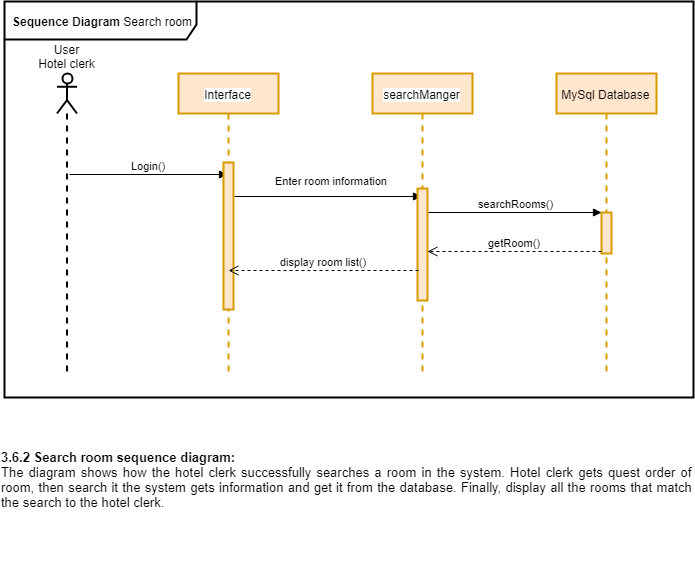 Sequence Diagram Search room
User
Hotel clerk
Interface
searchManger
MySql Database
Login()
Enter room information
searchRooms()
getRoom()
display room list()
3.6.2 Search room sequence diagram:
The diagram shows how the hotel clerk successfully searches a room in the system. Hotel clerk gets quest order of
room, then search it the system gets information and get it from the database. Finally, display all the rooms that match
the search to the hotel clerk.